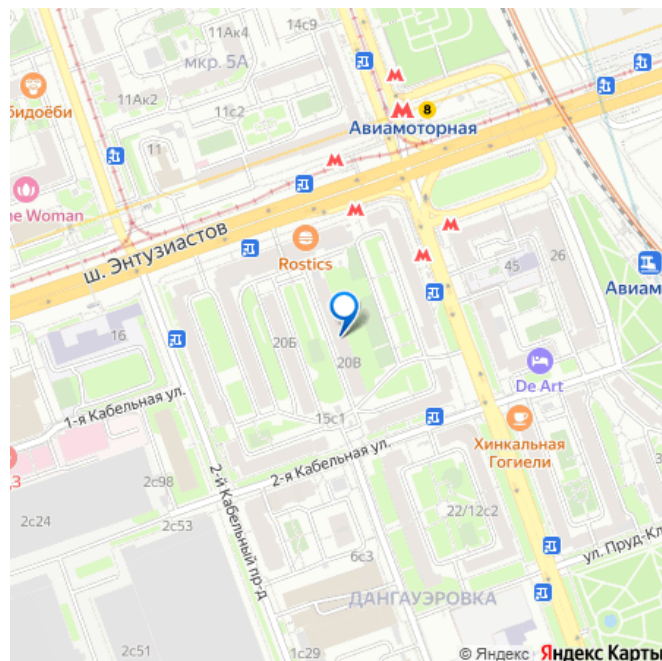 14с9
11Ак4
мкр. 5А
бидоёби
11Ак2
11с2
8
Авиамоторная
11
ne Woman
ш. Энтузиастов
Rostics
45
26
Авиам
16
20Б
20В
De Art
1-я Кабельная ул.
15с1
Хинкальная
Гогиели
2-я Кабельная ул.
2с98
2с24
2с53
2-й Кабельный пр-д
22/12с2
6с3
ул. Пруд-Кл
ДАНГАУЭРОВКА
2с51
1с29
© Яндекс Яндекс Карты